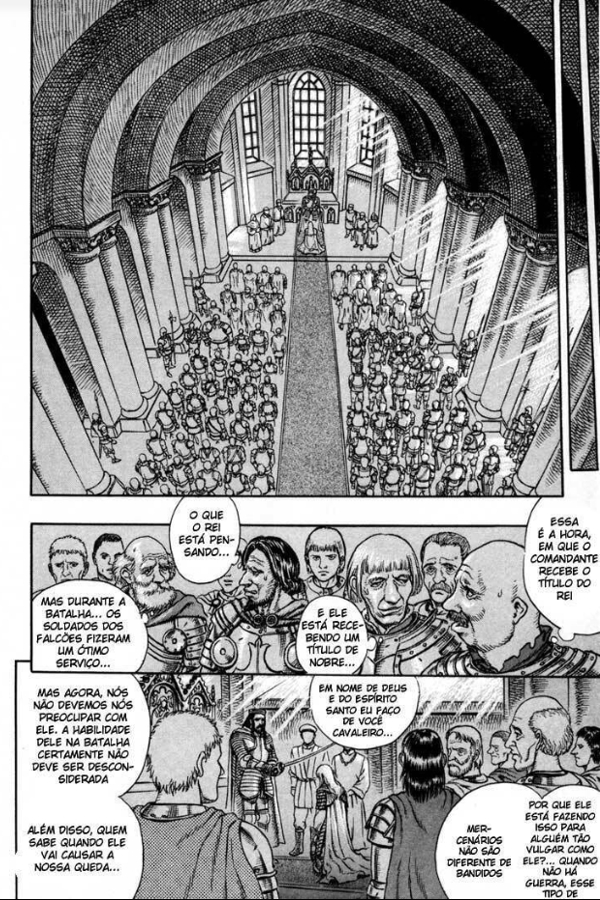 ESSA
É A HORA,
EM QUE O
COMANDANTE
RECEBE O
TÍTULO DO
REI
O QUE
O REI
ESTÁ PEN-
SANDO...
E ELE
ESTÁ RECE-
BENDO UM
TÍTULO DE
NOBRE...
MAS DURANTE A
BATALHA... OS
SOLDADOS DOS
FALCÕES FIZERAM
UM ÓTIMO
SERVIÇO...
EM NOME DE DEUS
E DO ESPÍRITO
SANTO EU FAÇO
DE VOCÊ
CAVALEIRO...
MAS AGORA, NÓS
NÃO DEVEMOS NÓS
PREOCUPAR COM
ELE. A HABILIDADE
DELE NA BATALHA
CERTAMENTE NÃO
DEVE SER DESCON-
SIDERADA
ALÉM DISSO, QUEM
SABE QUANDO ELE
VAI CAUSAR A
NOSSA QUEDA...
POR QUE ELE
ESTÁ FAZENDO
ISSO PARA
ALGUÉM TÃO
VULGAR COMO
ELE?... QUANDO
NÃO HÁ
GUERRA, ESSE
TIPO DE
MER-
CENÁRIOS
NÃO SÃO
DIFERENTE DE
BANDIDOS